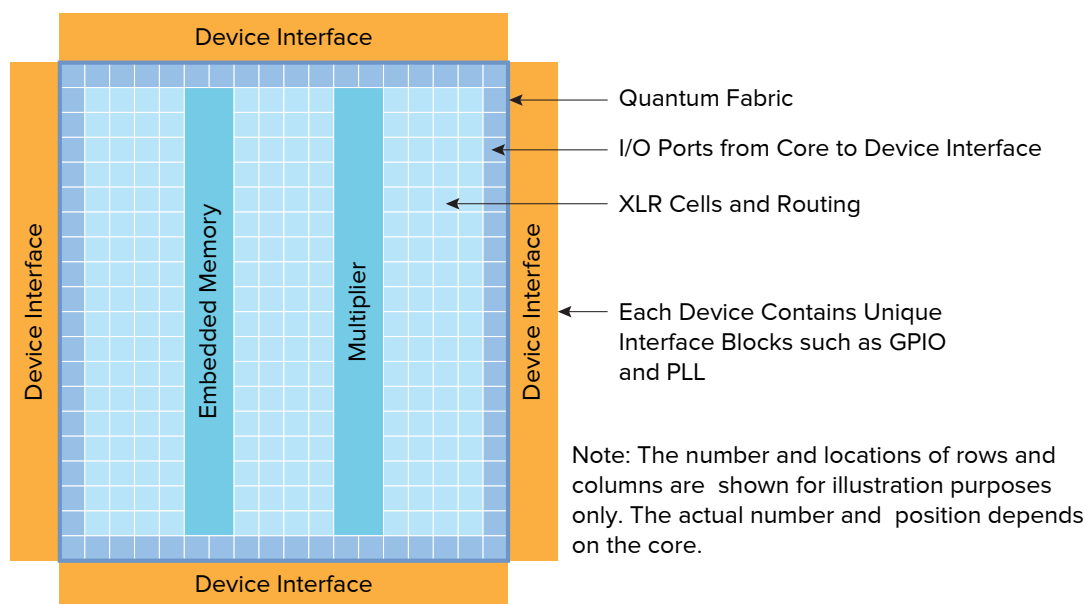 Device Interface
Quantum Fabric
I/O Ports from Core to Device Interface
XLR Cells and Routing
Device Interface
Embedded Memory
Multiplier
Device Interface
Each Device Contains Unique
Interface Blocks such as GPIO
and PLL
Note: The number and locations of rows and
columns are  shown for illustration purposes
only. The actual number and  position depends
on the core.
Device Interface